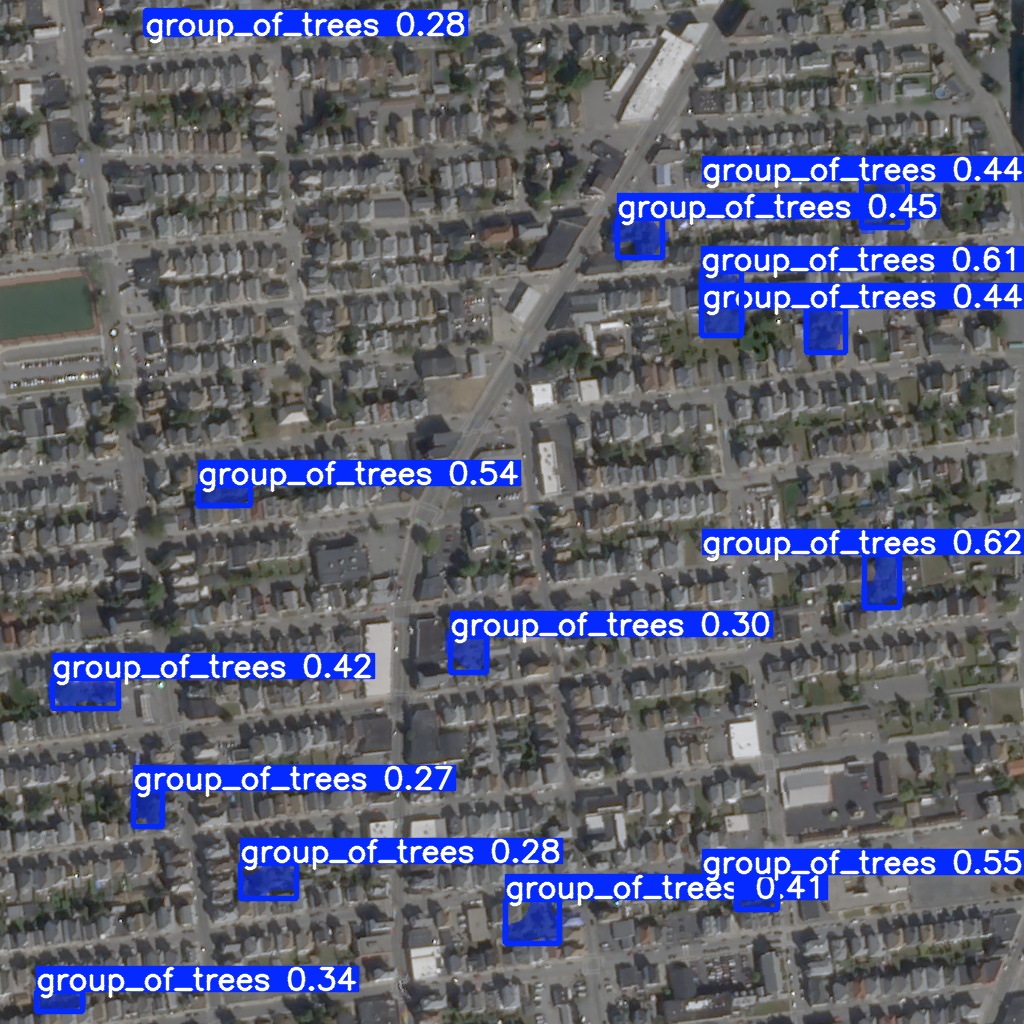 group_of_trees 0.28
group_of_trees 0.44
group_of_trees 0.45
group_of_trees 0.61
group_of_trees 0.44
group_of_trees 0.54
group_of_trees 0.62
group_of_trees 0.30
group_of_trees 0.42
group_of_trees 0.27
group_of_trees 0.28
group_of_trees 0.55
group_of_trees 0.41
group_of_trees 0.34